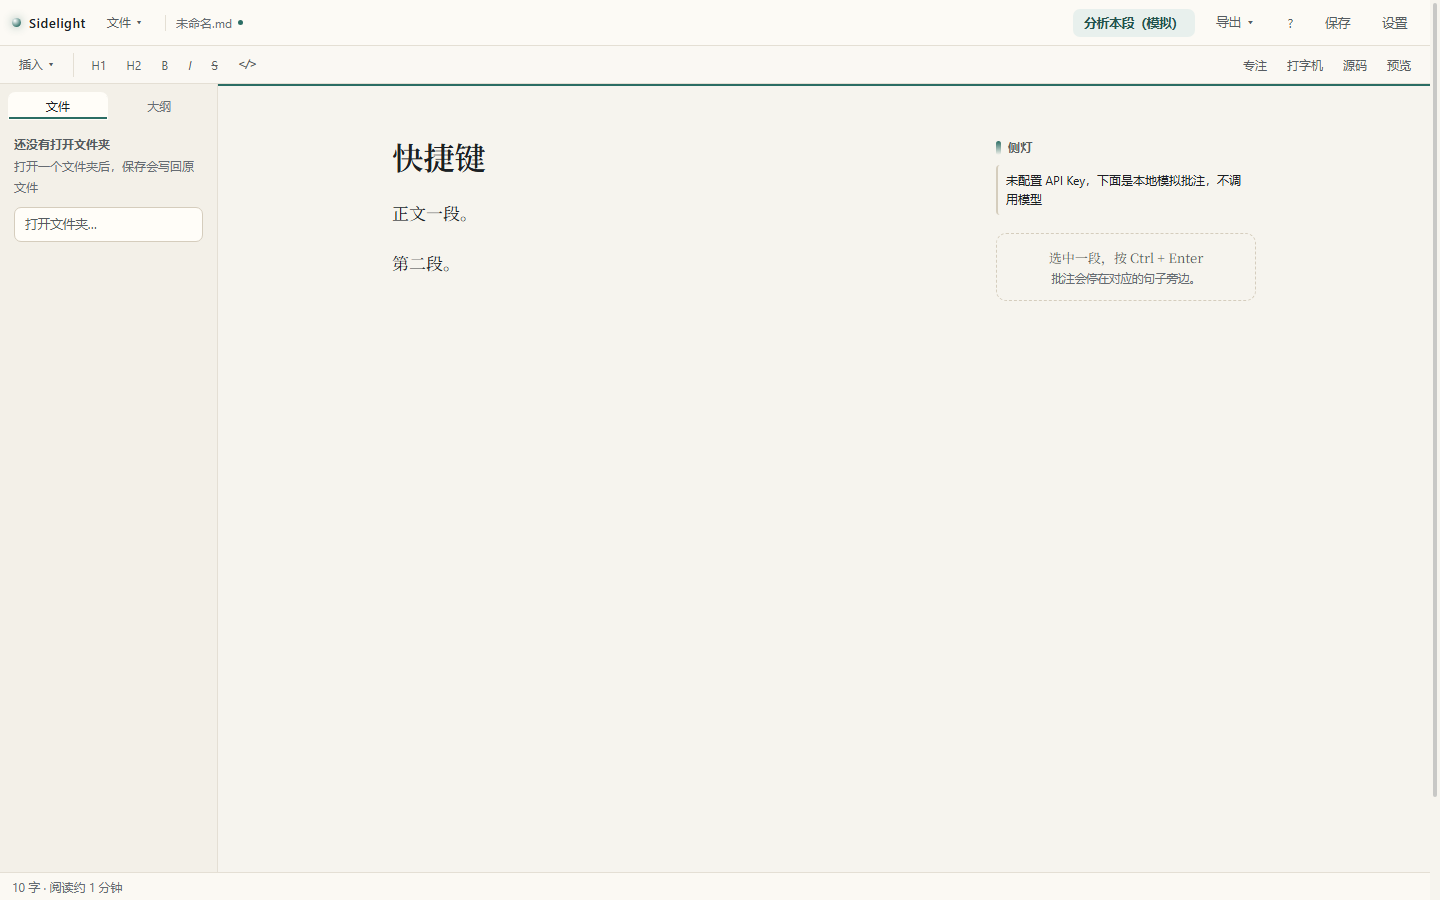 Sidelight 文件 未命名.md 分析本段（模拟） 导出 ? 保存 设置
插入 H1 H2 B I S </> 专注 打字机 源码 预览
文件 大纲
还没有打开文件夹
打开一个文件夹后，保存会写回原
文件
打开文件夹...
快捷键
正文一段。
第二段。
侧灯
未配置 API Key，下面是本地模拟批注，不调
用模型
选中一段，按 Ctrl + Enter
批注会停在对应的句子旁边。
10 字 · 阅读约 1 分钟